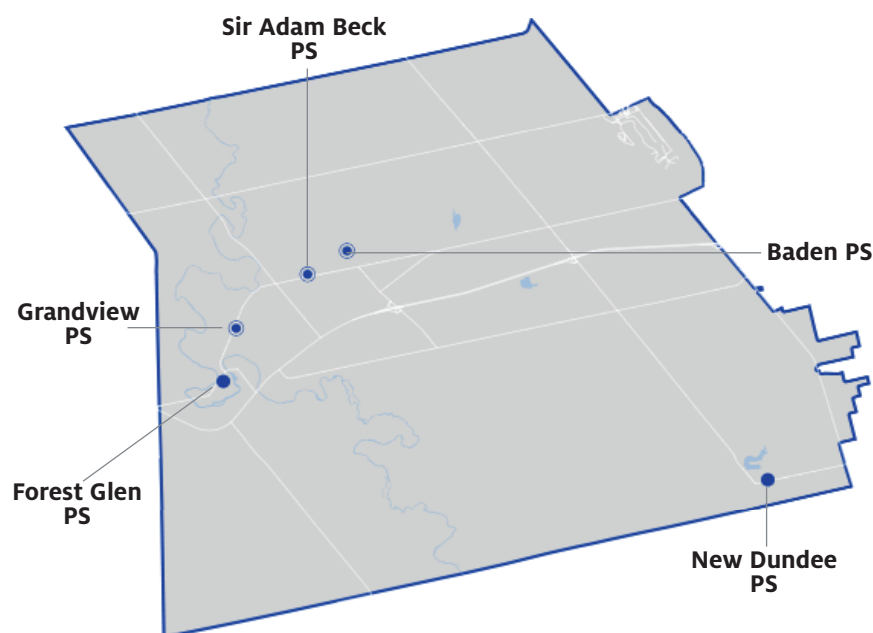 Sir Adam Beck
PS
Baden PS
Grandview
PS
Forest Glen
PS
New Dundee
PS